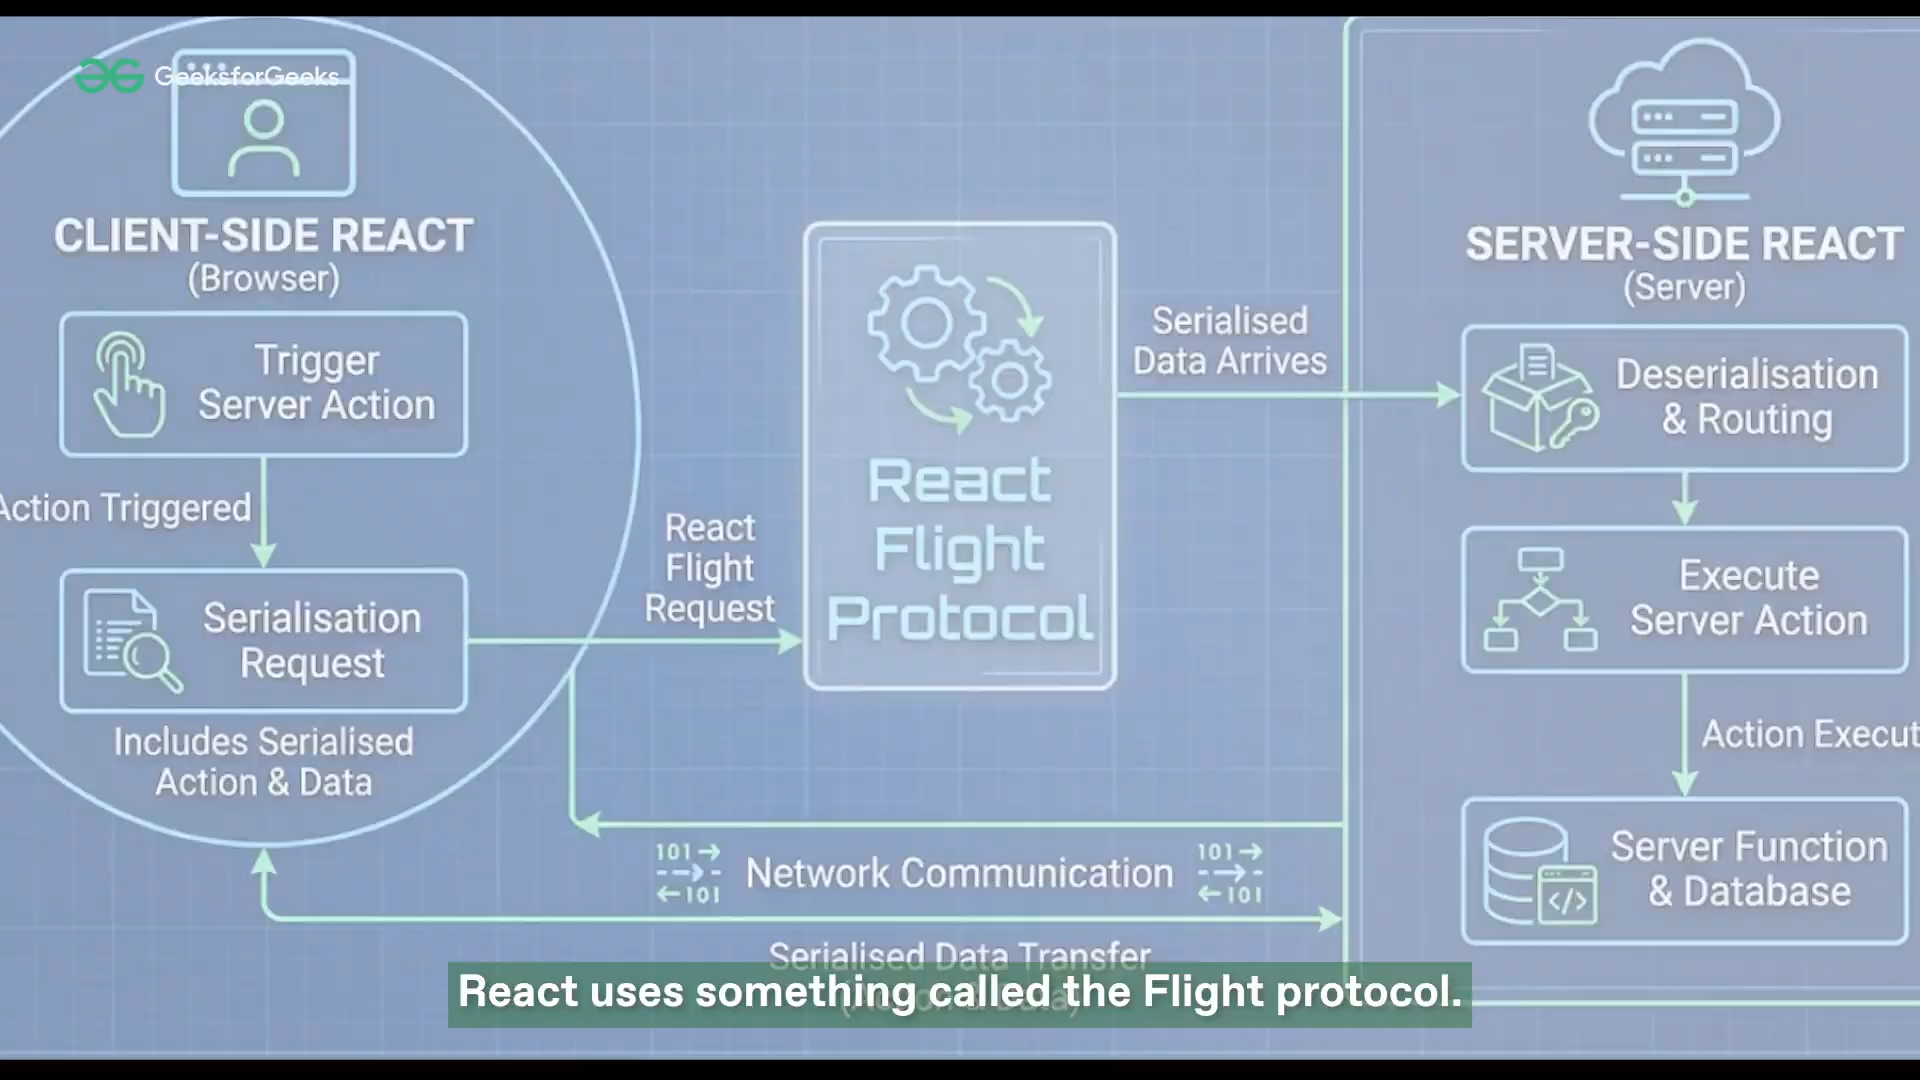 GeeksforGeeks
CLIENT-SIDE REACT
(Browser)
Trigger
Server Action
Action Triggered
Serialisation
Request
Includes Serialised
Action & Data
React
Flight
Request
React
Flight
Protocol
Serialised
Data Arrives
SERVER-SIDE REACT
(Server)
Deserialisation
& Routing
Execute
Server Action
Action Execut
Server Function
& Database
101
101
Network Communication
101
101
Serialised Data Transfer
(Action & Data)
React uses something called the Flight protocol.